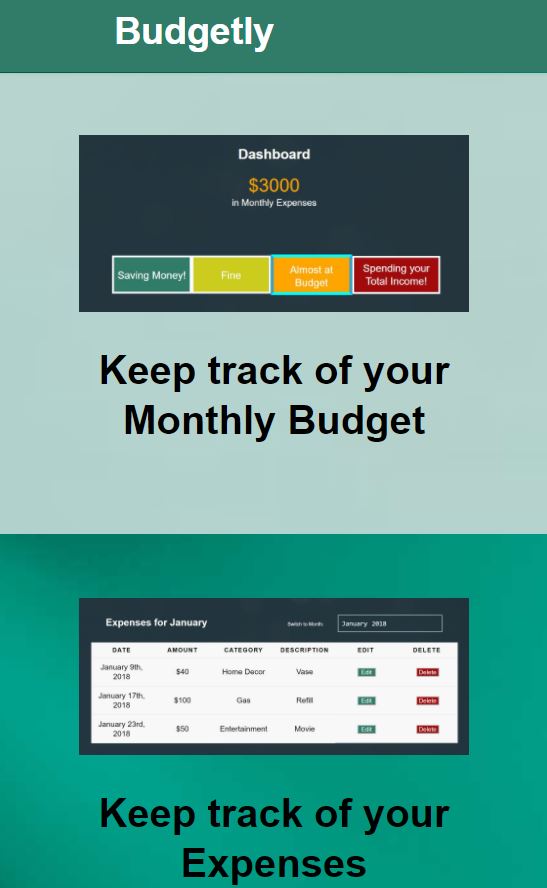 Budgetly
Dashboard
$3000
in Monthly Expenses
Saving Money! Fine Almost at Budget Spending your Total Income!
Keep track of your
Monthly Budget
Expenses for January Switch to Month: January 2018
DATE AMOUNT CATEGORY DESCRIPTION EDIT DELETE
January 9th, 2018 $40 Home Decor Vase Edit Delete
January 17th, 2018 $100 Gas Refill Edit Delete
January 23rd, 2018 $50 Entertainment Movie Edit Delete
Keep track of your
Expenses